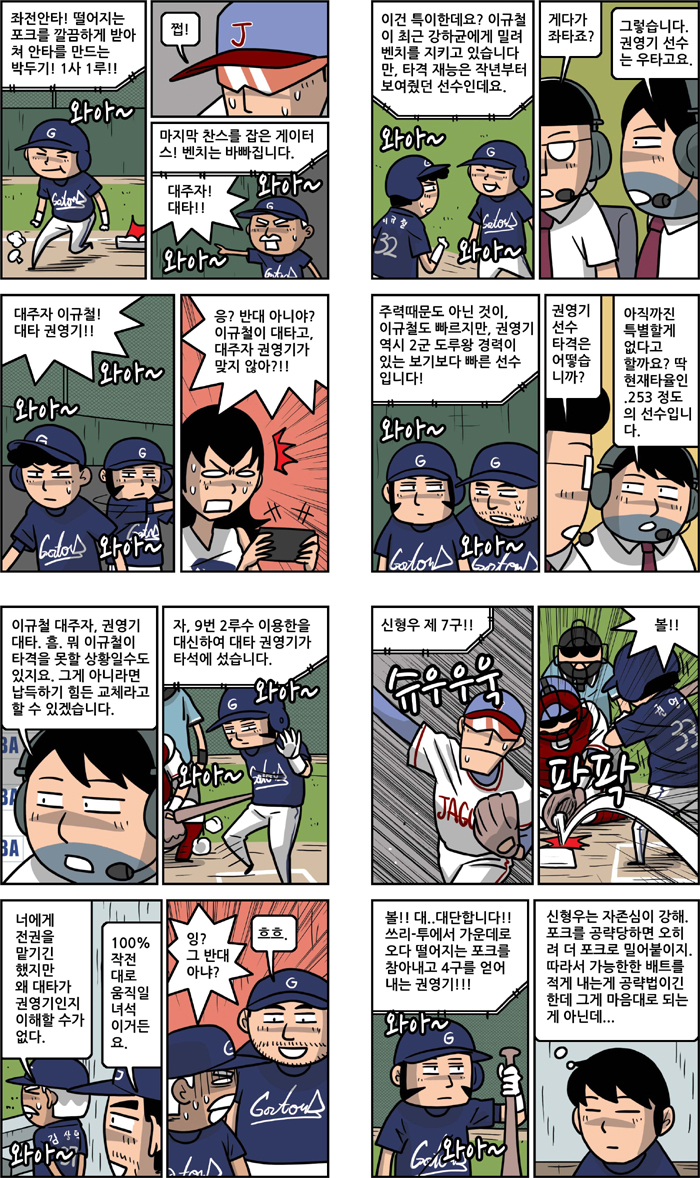 좌전안타! 떨어지는
포크를 깔끔하게 받아
쳐 안타를 만드는
박두기! 1사 1루!!
와아~
G
Gators
쩝!
J
마지막 찬스를 잡은 게이터
스! 벤치는 바빠집니다.
대주자!
대타!!
와아~
와아~
G
대주자 이규철!
대타 권영기!!
와아~
와아~
와아~
G
G
Gators
응? 반대 아니야?
이규철이 대타고,
대주자 권영기가
맞지 않아?!!
이규철 대주자, 권영기
대타. 흠. 뭐 이규철이
타격을 못할 상황일수도
있지요. 그게 아니라면
납득하기 힘든 교체라고
할 수 있겠습니다.
BA
BA
BA
자, 9번 2루수 이용한을
대신하여 대타 권영기가
타석에 섰습니다.
와아~
와아~
G
너에게
전권을
맡기긴
했지만
왜 대타가
권영기인지
이해할 수가
없다.
100%
작전
대로
움직일
녀석
이거든
요.
와아~
잉?
그 반대
아냐?
흐흐.
G
G
Gators
이건 특이한데요? 이규철
이 최근 강하균에게 밀려
벤치를 지키고 있습니다
만, 타격 재능은 작년부터
보여줬던 선수인데요.
와아~
와아~
G
G
이규철
32
Gators
게다가
좌타죠?
그렇습니다.
권영기 선수
는 우타고요.
주력때문도 아닌 것이,
이규철도 빠르지만, 권영기
역시 2군 도루왕 경력이
있는 보기보다 빠른 선수
입니다!
와아~
와아~
G
G
Gators
Gators
권영기
선수
타격은
어떻습
니까?
아직까진
특별할게
없다고
할까요? 딱
현재타율인
.253 정도
의 선수입니
다.
신형우 제 7구!!
슈우우욱
JAGU
볼!!
파팍
권영
33
볼!! 대..대단합니다!!
쓰리-투에서 가운데로
오다 떨어지는 포크를
참아내고 4구를 얻어
내는 권영기!!!
와아~
와아~
G
Gators
신형우는 자존심이 강해.
포크를 공략당하면 오히
려 더 포크로 밀어붙이지.
따라서 가능한한 배트를
적게 내는게 공략법이긴
한데 그게 마음대로 되는
게 아닌데...
Gators